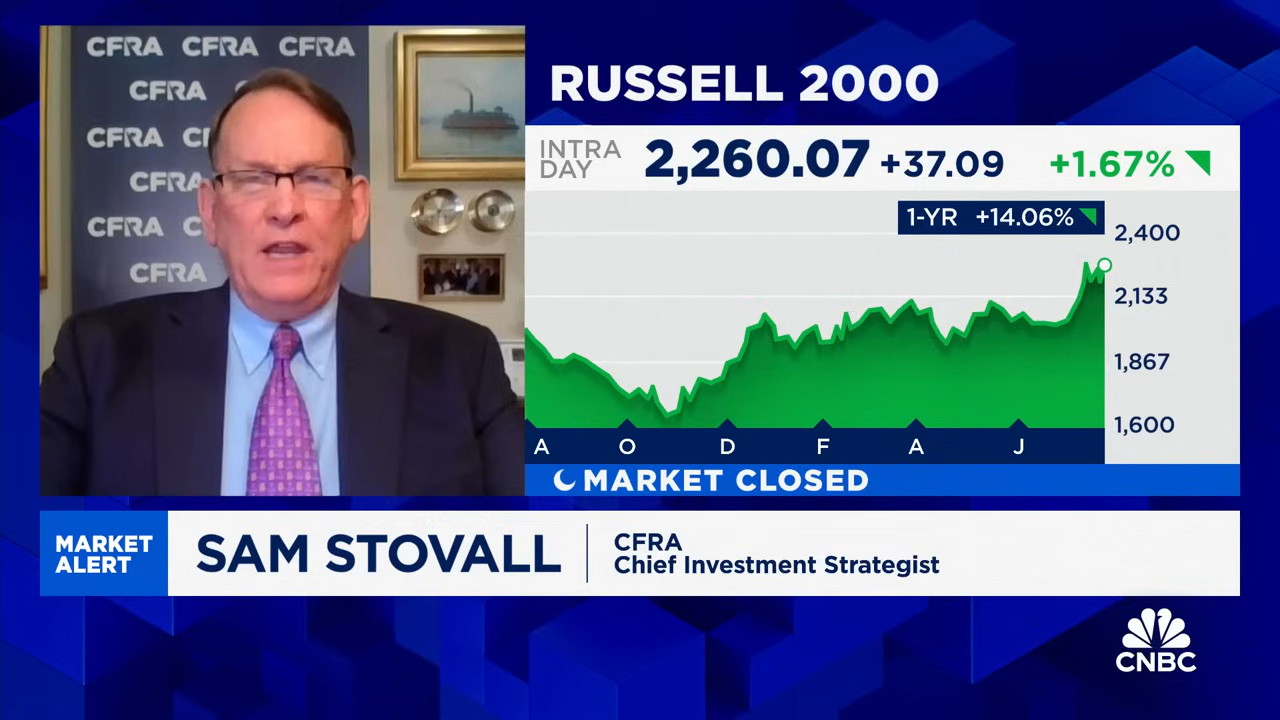 CFRA CFRA CFRA
CFRA
CFRA
CFRA
CFRA
CFRA
RUSSELL 2000
INTRA
DAY
2,260.07 +37.09 +1.67%
1-YR +14.06%
2,400
2,133
1,867
1,600
A O D F A J
MARKET CLOSED
MARKET
ALERT
SAM STOVALL
CFRA
Chief Investment Strategist
CNBC